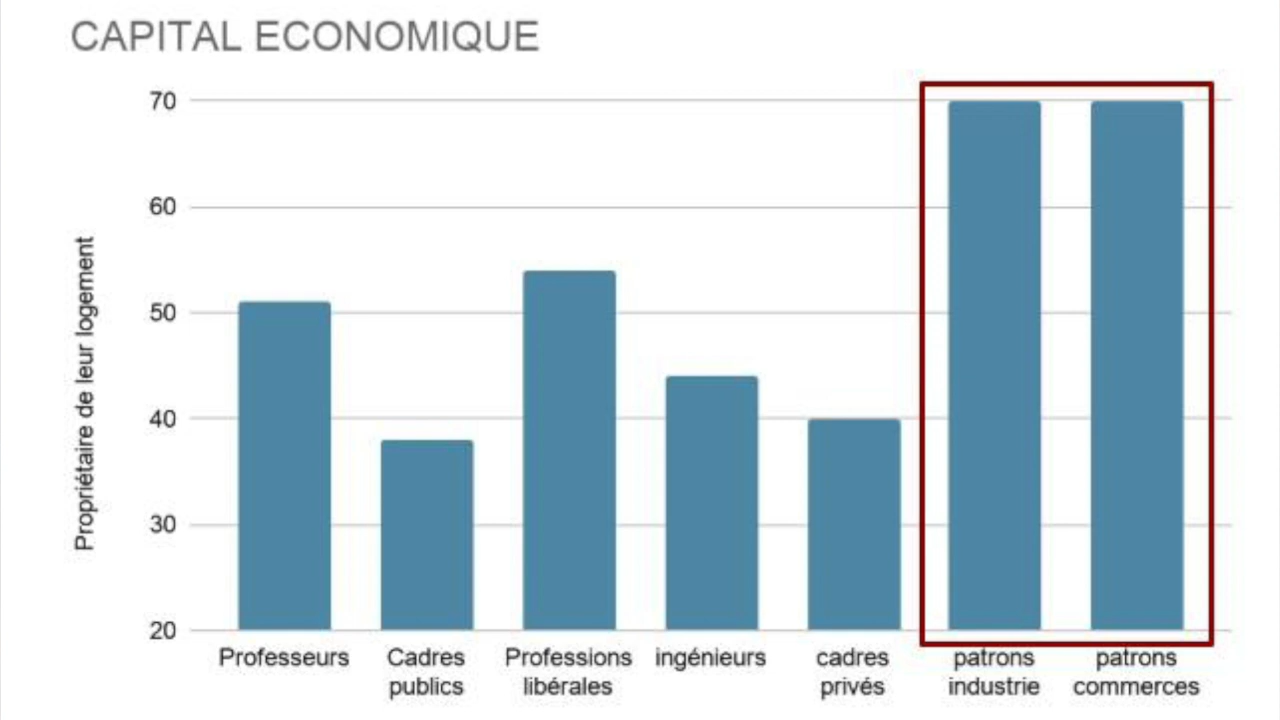 CAPITAL ECONOMIQUE
Propriétaire de leur logement
70
60
50
40
30
20
Professeurs
Cadres
publics
Professions
libérales
ingénieurs
cadres
privés
patrons
industrie
patrons
commerces